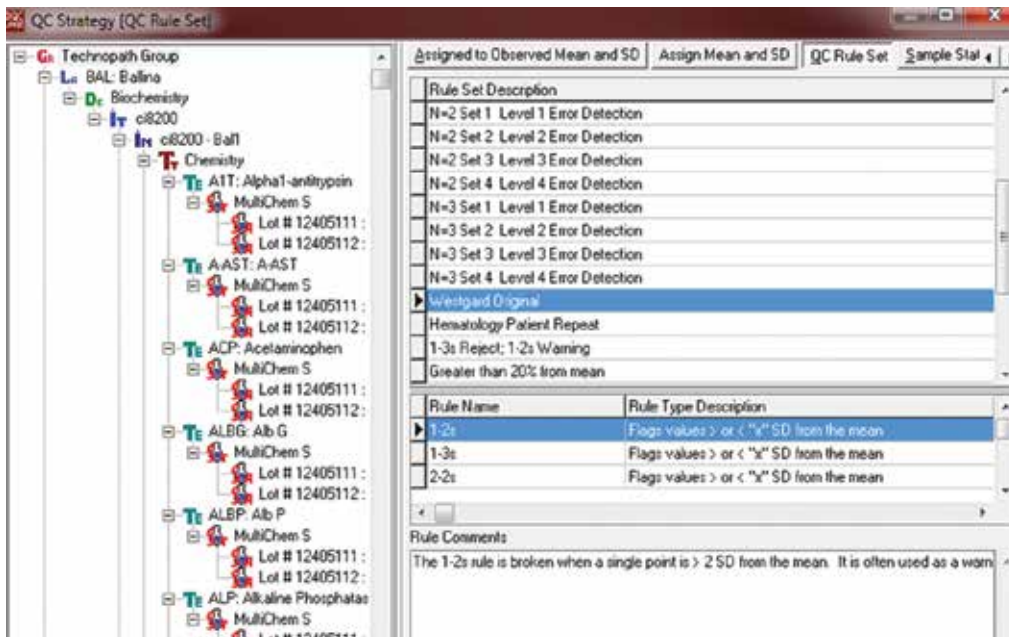 QC Strategy [QC Rule Set]
Technopath Group
BAL: Ballina
Biochemistry
ci8200
ci8200 - Bal1
Chemistry
TE A1T: Alpha1-antitrypsin
MultiChem S
Lot # 12405111 :
Lot # 12405112 :
TE A-AST: A-AST
MultiChem S
Lot # 12405111 :
Lot # 12405112 :
TE ACP: Acetaminophen
MultiChem S
Lot # 12405111 :
Lot # 12405112 :
TE ALBG: Alb G
MultiChem S
Lot # 12405111 :
Lot # 12405112 :
TE ALBP: Alb P
MultiChem S
Lot # 12405111 :
Lot # 12405112 :
TE ALP: Alkaline Phosphatas
MultiChem S
Lot # 12405111 :
Assigned to Observed Mean and SD Assign Mean and SD QC Rule Set Sample Stat
Rule Set Description
N=2 Set 1 Level 1 Error Detection
N=2 Set 2 Level 2 Error Detection
N=2 Set 3 Level 3 Error Detection
N=2 Set 4 Level 4 Error Detection
N=3 Set 1 Level 1 Error Detection
N=3 Set 2 Level 2 Error Detection
N=3 Set 3 Level 3 Error Detection
N=3 Set 4 Level 4 Error Detection
Westgard Original
Hematology Patient Repeat
1-3s Reject; 1-2s Warning
Greater than 20% from mean
Rule Name Rule Type Description
1-2s Flags values > or < "x" SD from the mean
1-3s Flags values > or < "x" SD from the mean
2-2s Flags values > or < "x" SD from the mean
Rule Comments
The 1-2s rule is broken when a single point is > 2 SD from the mean. It is often used as a warn